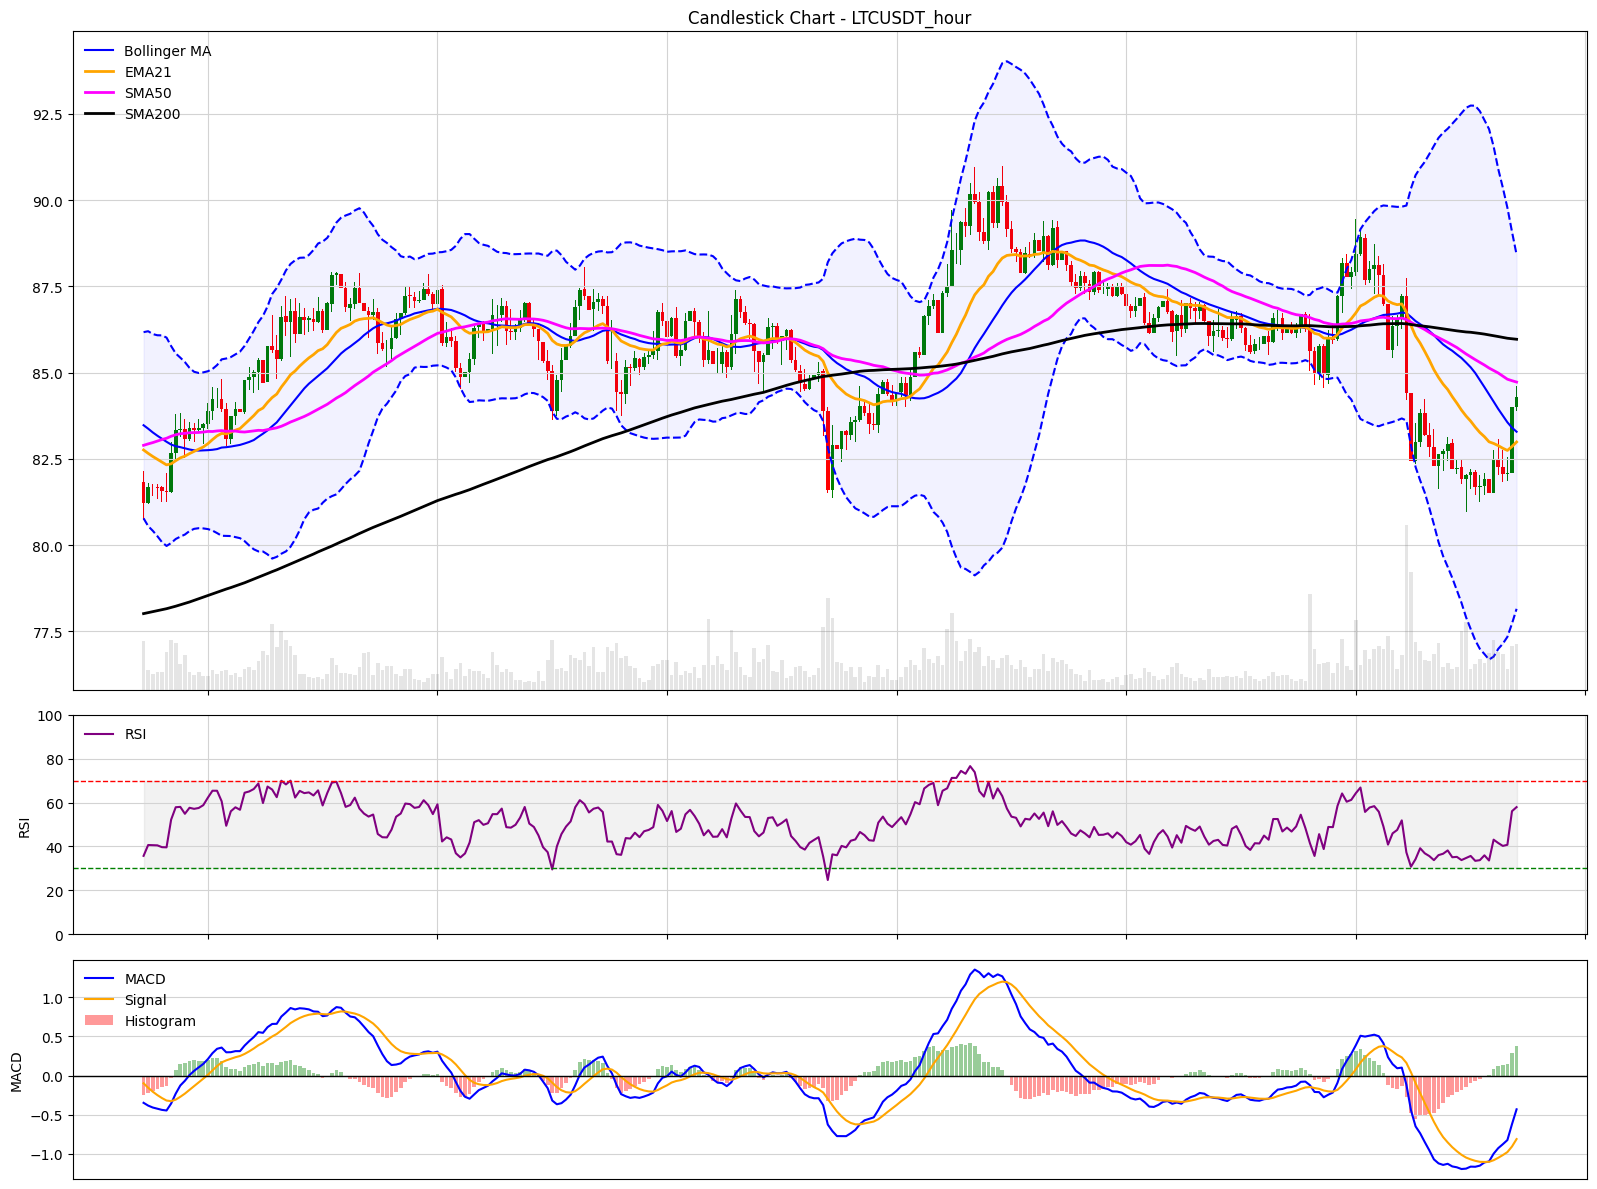 Candlestick Chart - LTCUSDT_hour
Bollinger MA
EMA21
SMA50
SMA200
92.5
90.0
87.5
85.0
82.5
80.0
77.5
RSI
100
80
60
40
20
0
RSI
MACD
Signal
Histogram
1.0
0.5
0.0
−0.5
−1.0
MACD